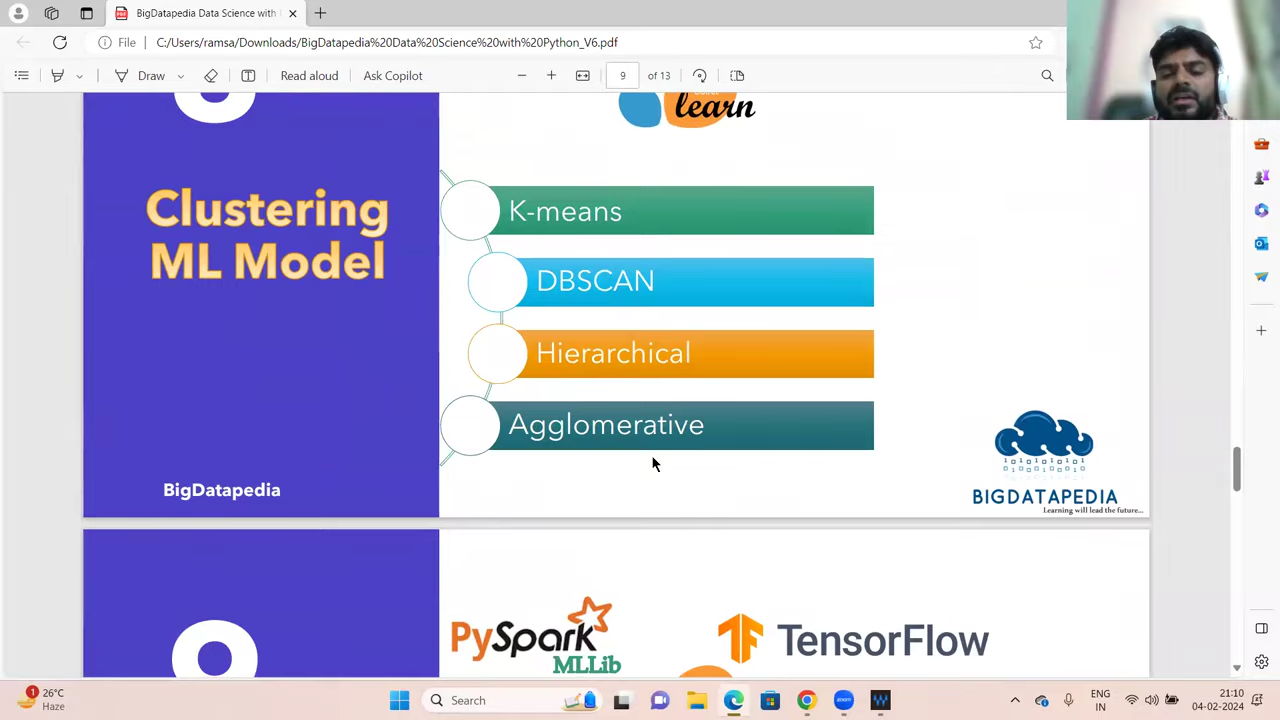 BigDatapedia Data Science with
File
C:/Users/ramsa/Downloads/BigDatapedia%20Data%20Science%20with%20Python_V6.pdf
Draw
Read aloud
Ask Copilot
9 of 13
learn
Clustering
ML Model
K-means
DBSCAN
Hierarchical
Agglomerative
BigDatapedia
BIGDATAPEDIA
Learning will lead the future...
PySpark
MLLib
TensorFlow
1
26°C
Haze
Search
ENG
IN
21:10
04-02-2024